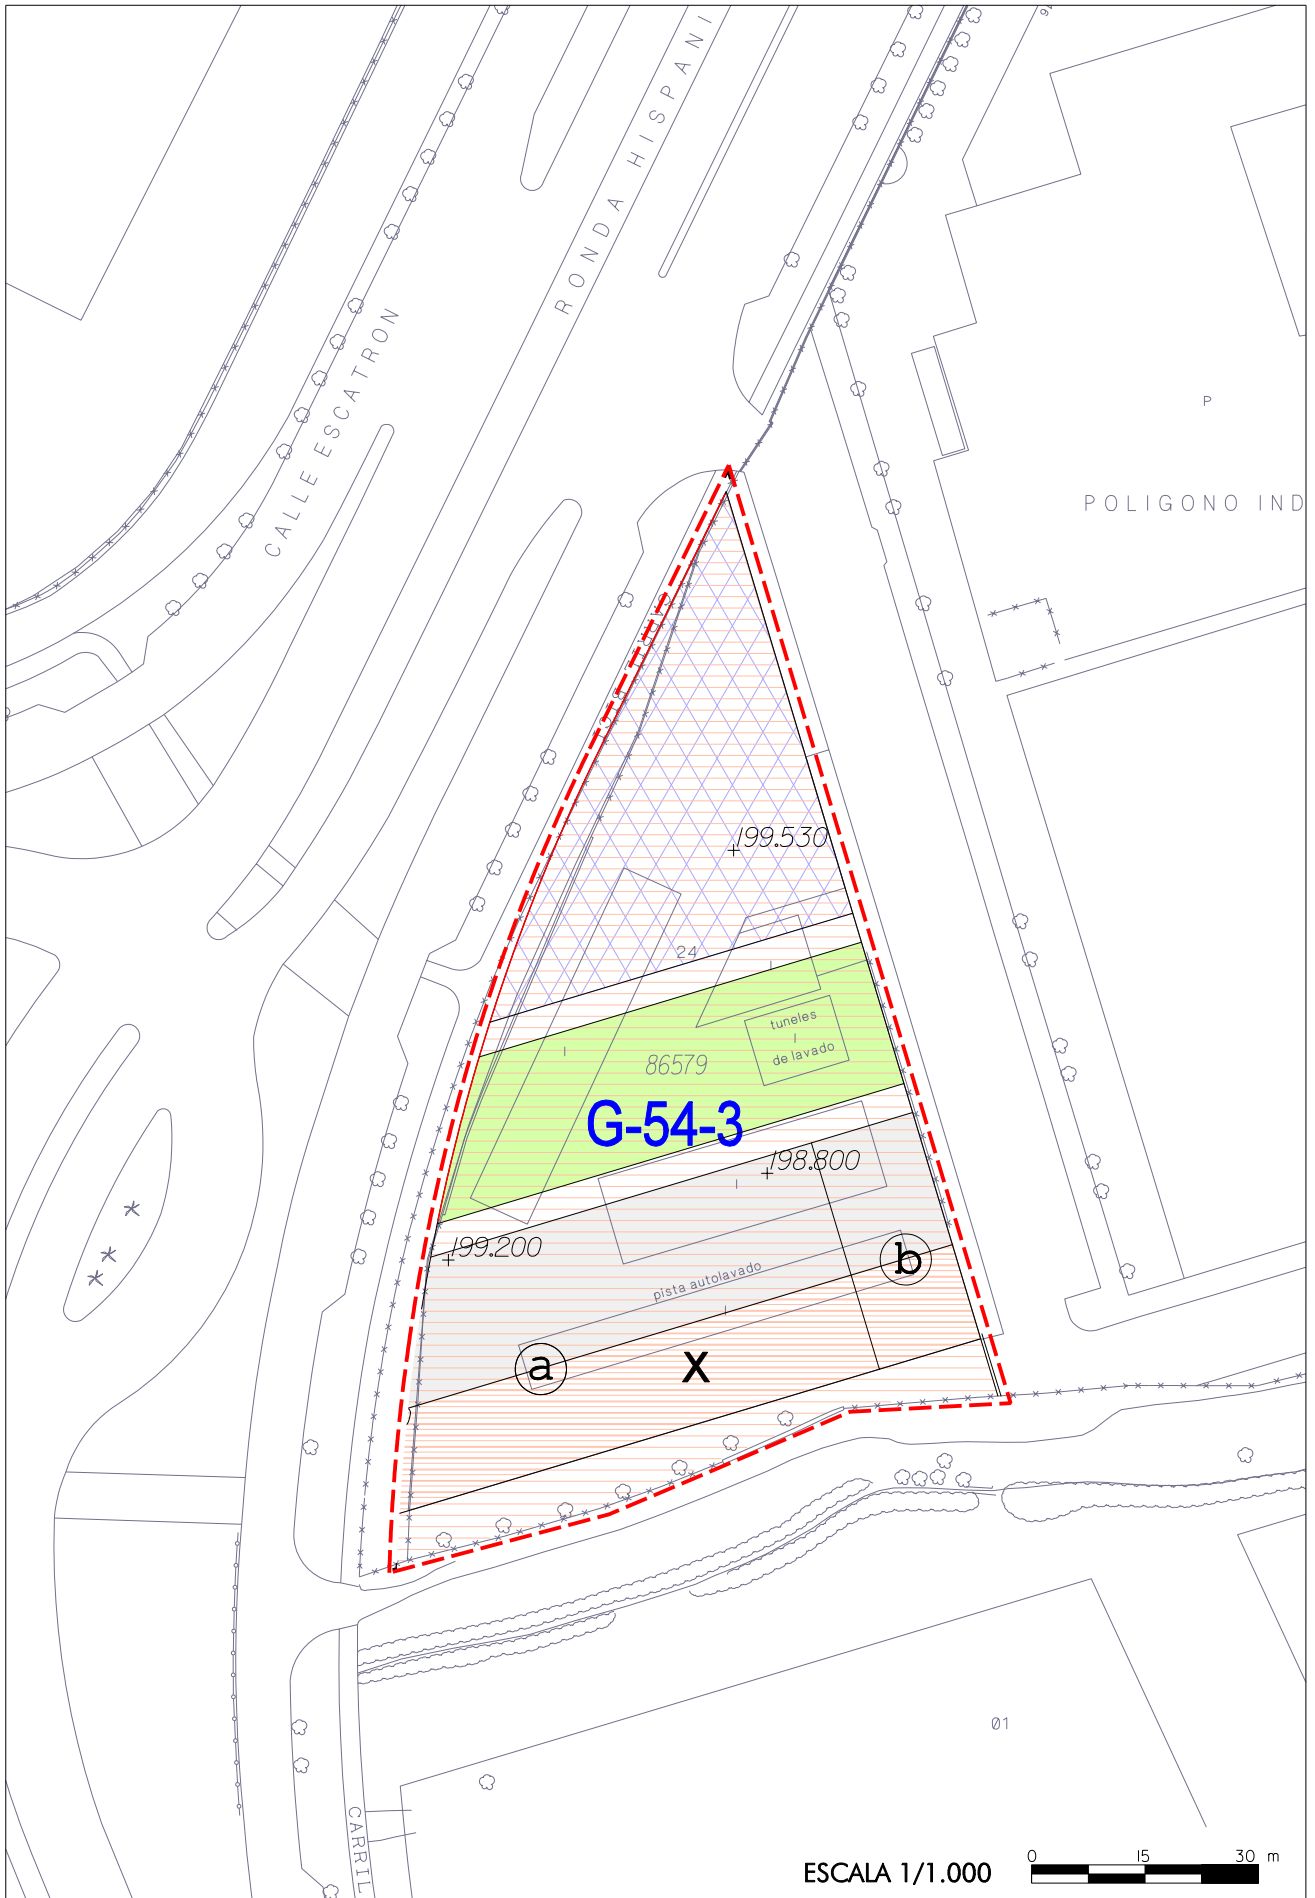 RONDA HISPANI
CALLE ESCATRON
P
POLIGONO IND
199.530
24
tuneles
de lavado
86579
G-54-3
198.800
199.200
pista autolavado
b
a
X
01
CARRIL
ESCALA 1/1.000
0 15 30 m